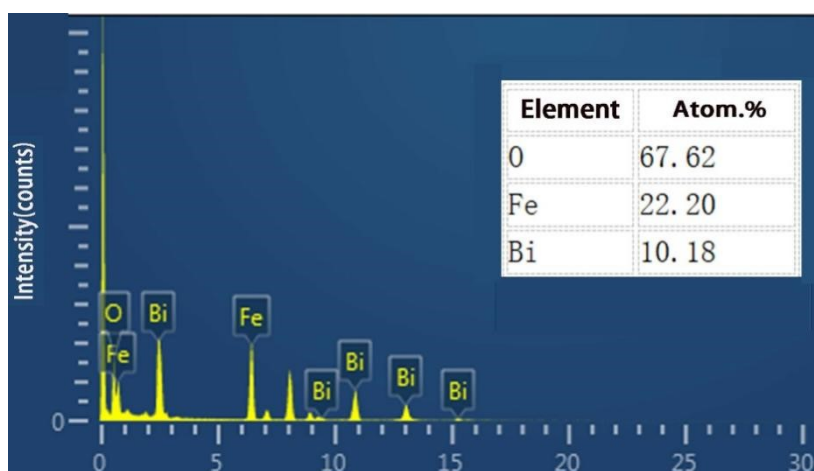 Intensity(counts)
Element Atom.%
O 67.62
Fe 22.20
Bi 10.18
O Bi Fe
Fe Bi Bi Bi Bi
0
0 5 10 15 20 25 30